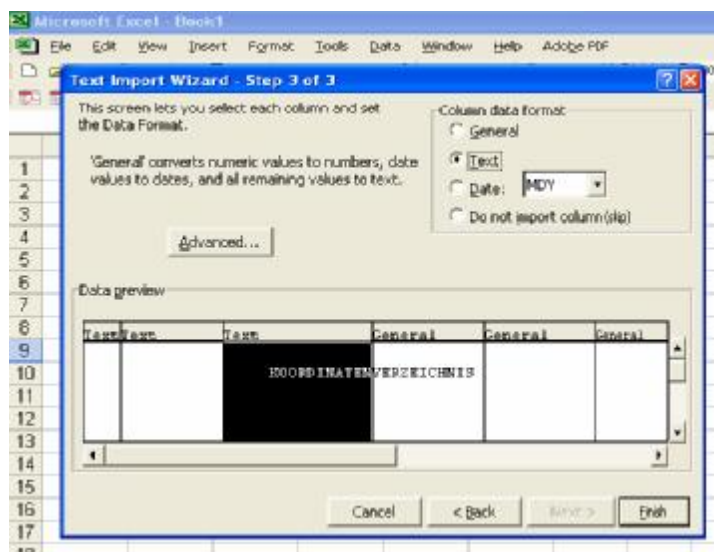 Microsoft Excel - Book1
File Edit View Insert Format Tools Data Window Help Adobe PDF
Text Import Wizard - Step 3 of 3
This screen lets you select each column and set
the Data Format.
'General' converts numeric values to numbers, date
values to dates, and all remaining values to text.
Advanced...
Column data format
General
Text
Date: MDY
Do not import column (skip)
Data preview
Text Text Text General General General
KOORDINATENVERZEICHNIS
Cancel < Back Next > Finish
1
2
3
4
5
6
7
8
9
10
11
12
13
14
15
16
17